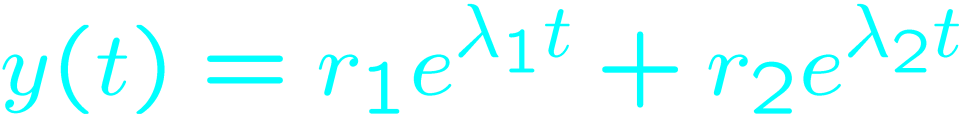 y(t) = r₁e^{λ₁t} + r₂e^{λ₂t}